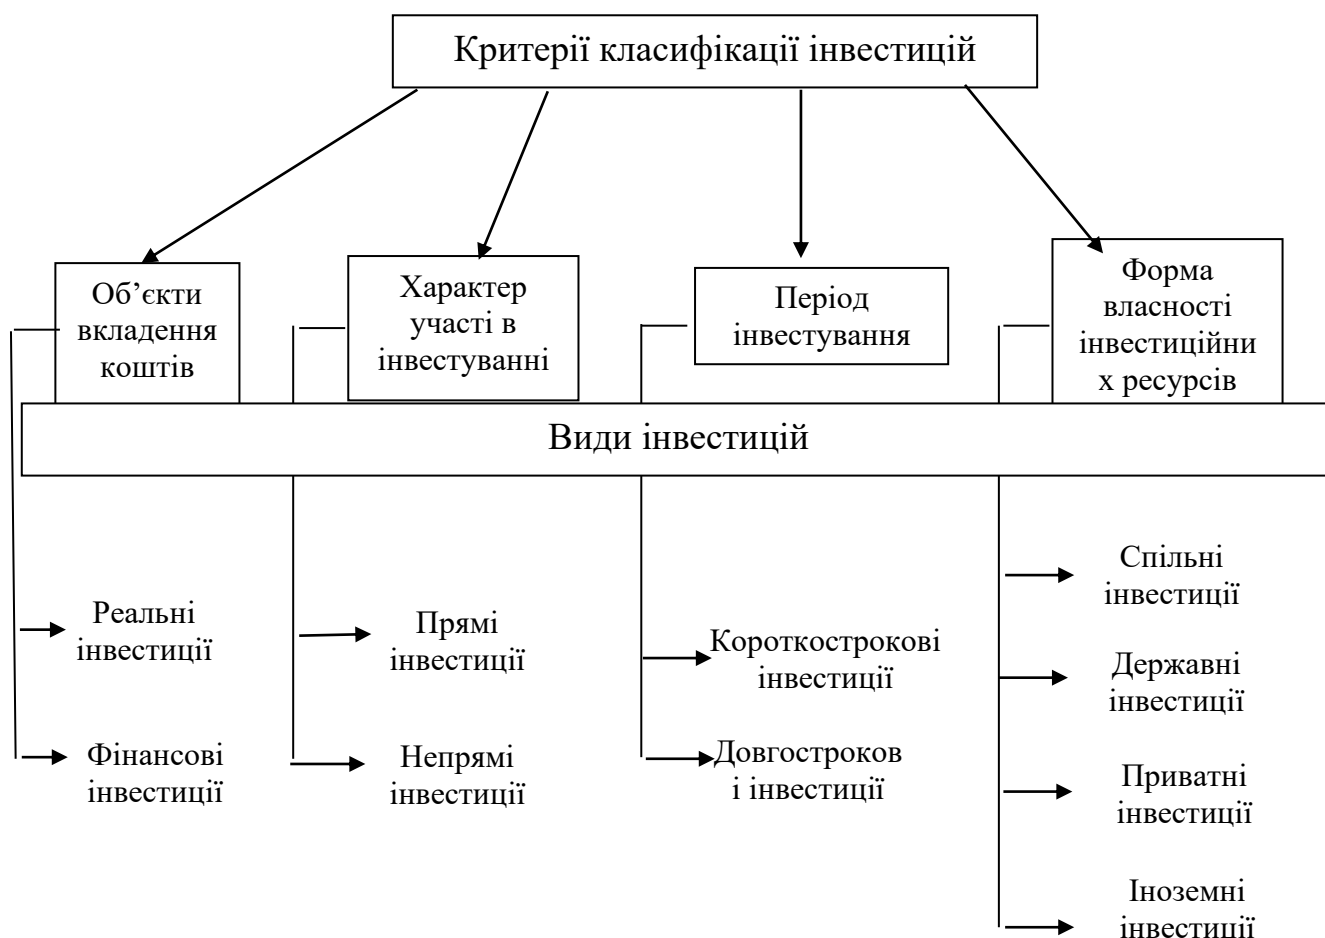 Критерії класифікації інвестицій
Об’єкти
вкладення
коштів
Характер
участі в
інвестуванні
Період
інвестування
Форма
власності
інвестиційни
х ресурсів
Види інвестицій
Реальні
інвестиції
Фінансові
інвестиції
Прямі
інвестиції
Непрямі
інвестиції
Короткострокові
інвестиції
Довгостроков
і інвестиції
Спільні
інвестиції
Державні
інвестиції
Приватні
інвестиції
Іноземні
інвестиції